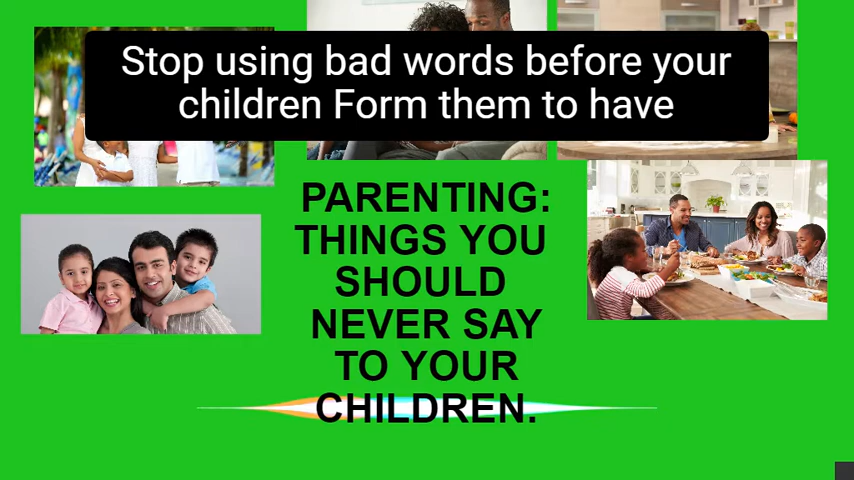 Stop using bad words before your
children Form them to have
PARENTING:
THINGS YOU
SHOULD
NEVER SAY
TO YOUR
CHILDREN.